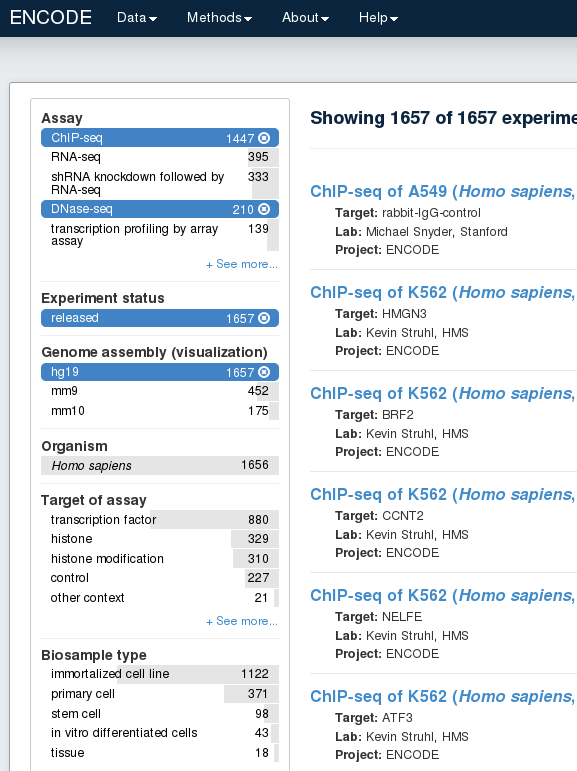 ENCODE Data Methods About Help
Assay
ChIP-seq 1447
RNA-seq 395
shRNA knockdown followed by 333
RNA-seq
DNase-seq 210
transcription profiling by array 139
assay
+ See more...
Experiment status
released 1657
Genome assembly (visualization)
hg19 1657
mm9 452
mm10 175
Organism
Homo sapiens 1656
Target of assay
transcription factor 880
histone 329
histone modification 310
control 227
other context 21
+ See more...
Biosample type
immortalized cell line 1122
primary cell 371
stem cell 98
in vitro differentiated cells 43
tissue 18
Showing 1657 of 1657 experime
ChIP-seq of A549 (Homo sapiens,
Target: rabbit-IgG-control
Lab: Michael Snyder, Stanford
Project: ENCODE
ChIP-seq of K562 (Homo sapiens,
Target: HMGN3
Lab: Kevin Struhl, HMS
Project: ENCODE
ChIP-seq of K562 (Homo sapiens,
Target: BRF2
Lab: Kevin Struhl, HMS
Project: ENCODE
ChIP-seq of K562 (Homo sapiens,
Target: CCNT2
Lab: Kevin Struhl, HMS
Project: ENCODE
ChIP-seq of K562 (Homo sapiens,
Target: NELFE
Lab: Kevin Struhl, HMS
Project: ENCODE
ChIP-seq of K562 (Homo sapiens,
Target: ATF3
Lab: Kevin Struhl, HMS
Project: ENCODE